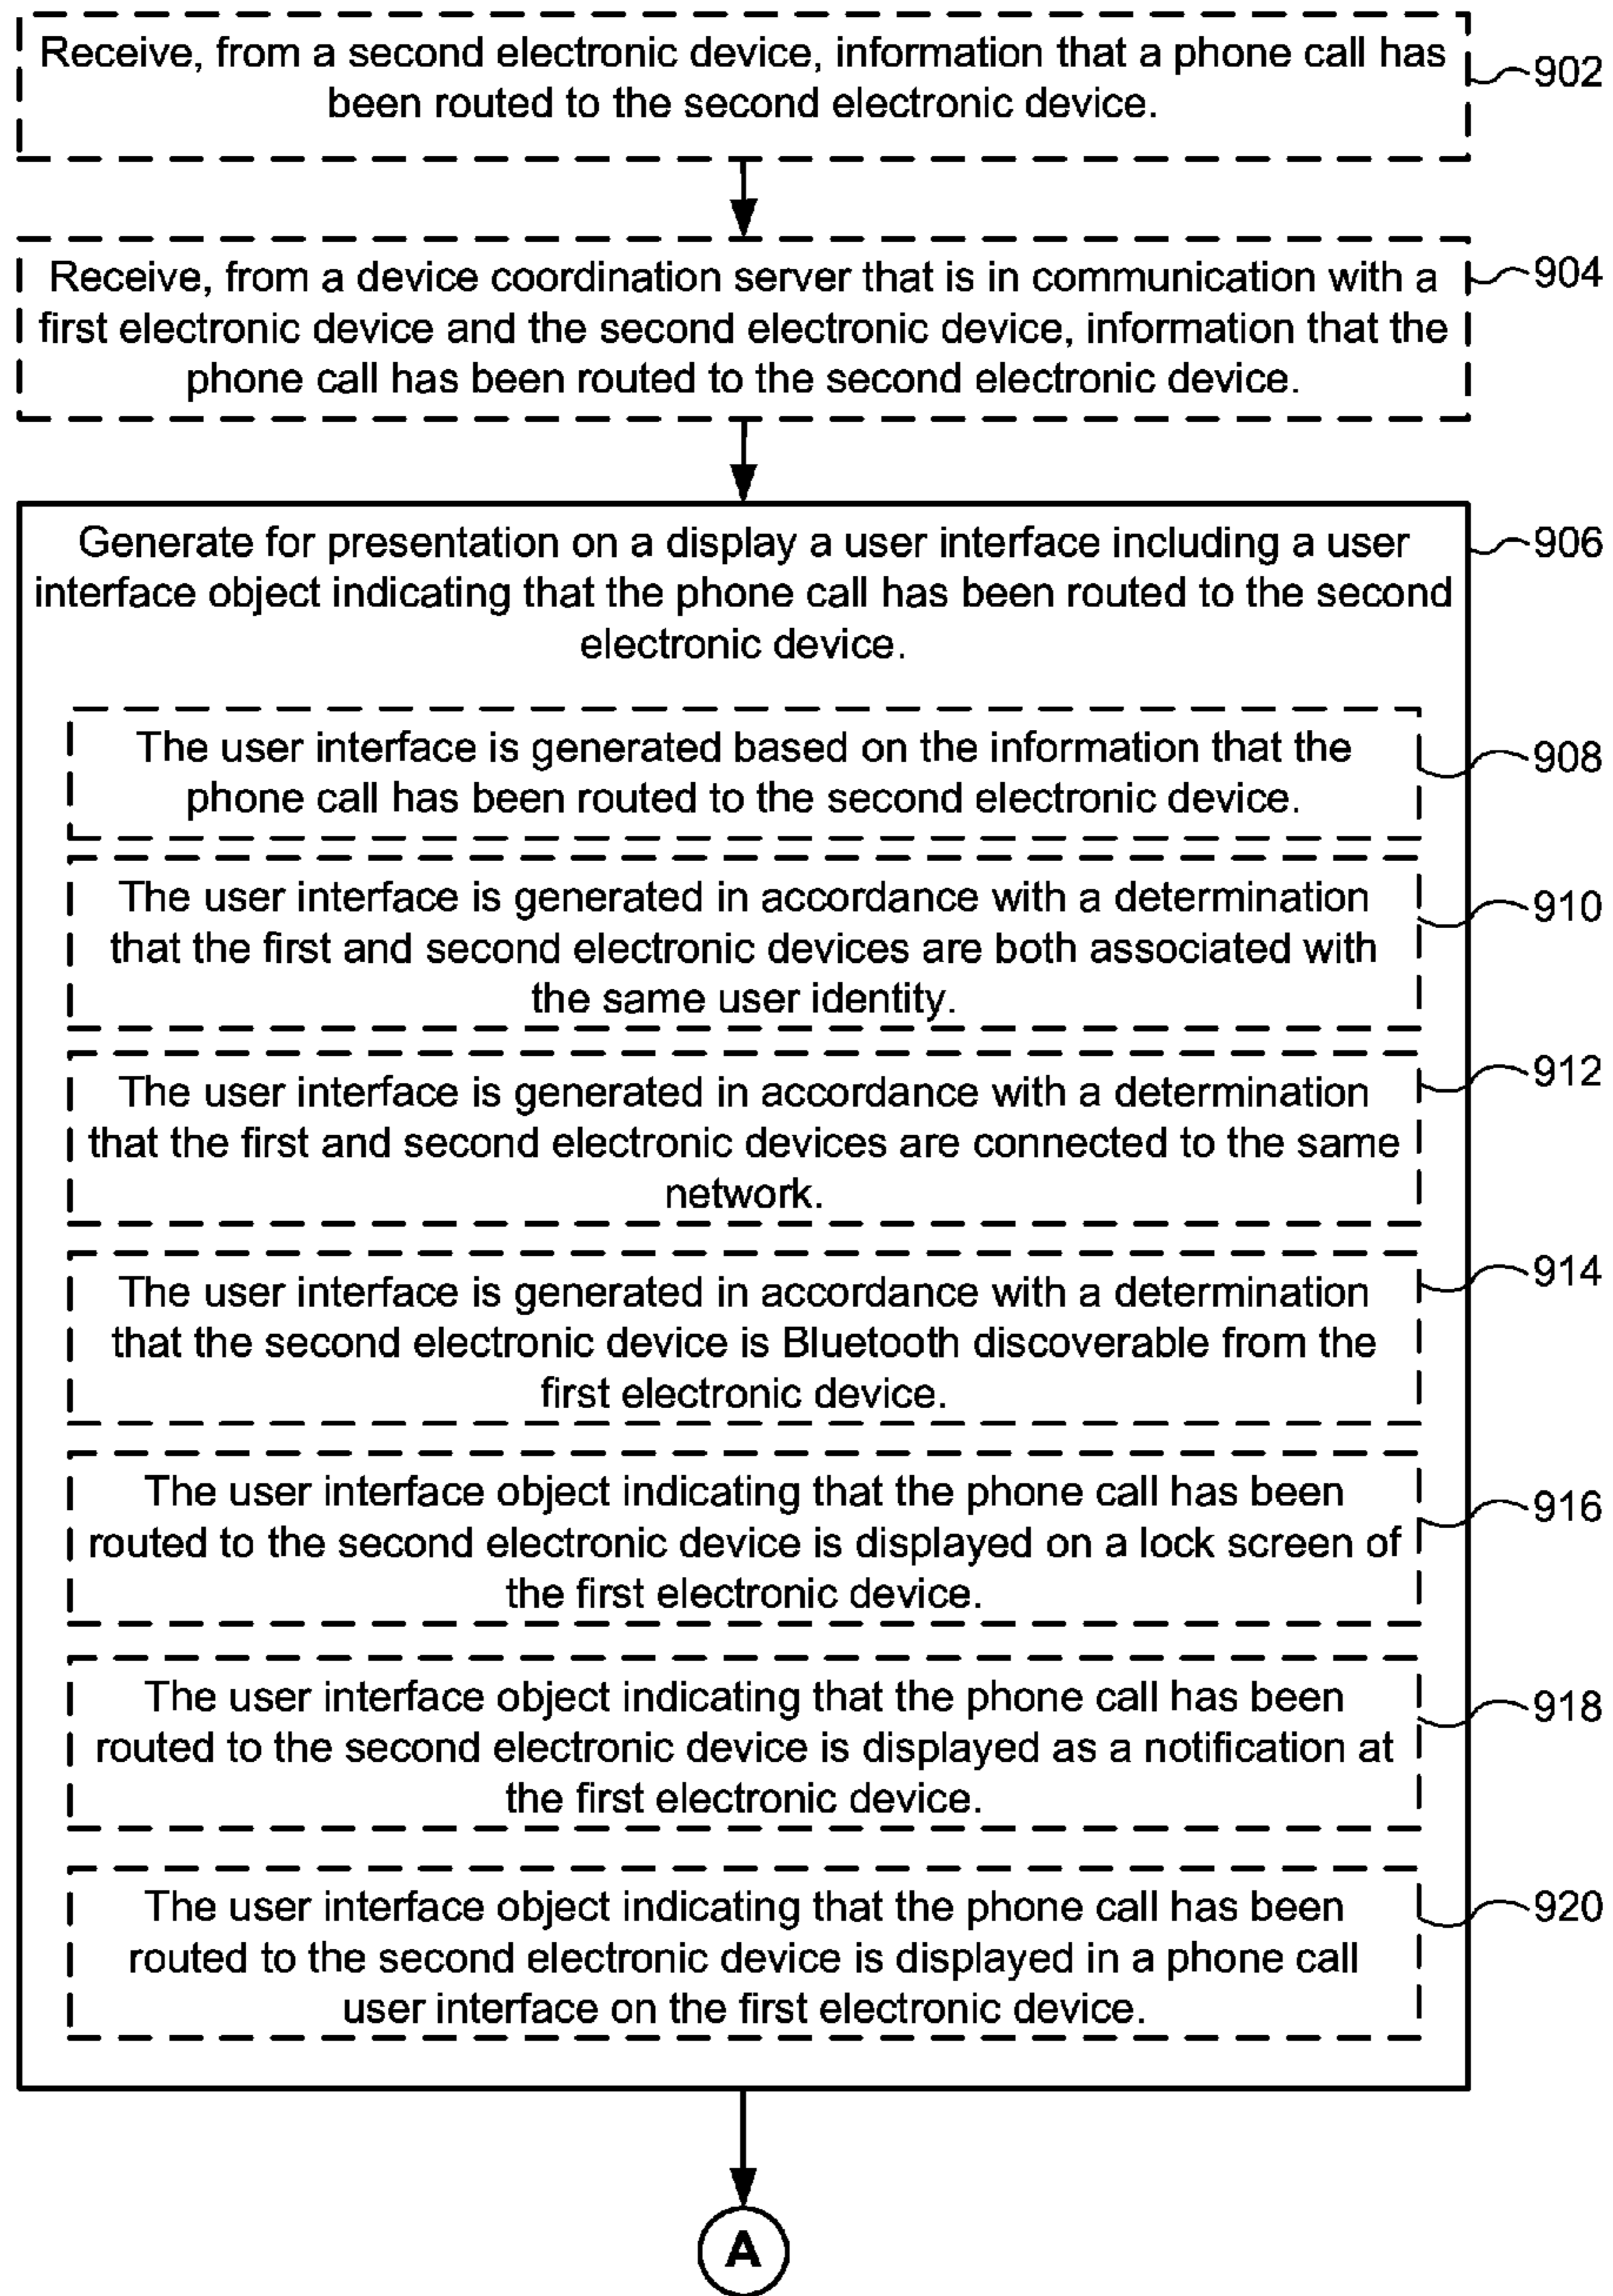 Receive, from a second electronic device, information that a phone call has
been routed to the second electronic device.
902
Receive, from a device coordination server that is in communication with a
first electronic device and the second electronic device, information that the
phone call has been routed to the second electronic device.
904
Generate for presentation on a display a user interface including a user
interface object indicating that the phone call has been routed to the second
electronic device.
906
The user interface is generated based on the information that the
phone call has been routed to the second electronic device.
908
The user interface is generated in accordance with a determination
that the first and second electronic devices are both associated with
the same user identity.
910
The user interface is generated in accordance with a determination
that the first and second electronic devices are connected to the same
network.
912
The user interface is generated in accordance with a determination
that the second electronic device is Bluetooth discoverable from the
first electronic device.
914
The user interface object indicating that the phone call has been
routed to the second electronic device is displayed on a lock screen of
the first electronic device.
916
The user interface object indicating that the phone call has been
routed to the second electronic device is displayed as a notification at
the first electronic device.
918
The user interface object indicating that the phone call has been
routed to the second electronic device is displayed in a phone call
user interface on the first electronic device.
920
A